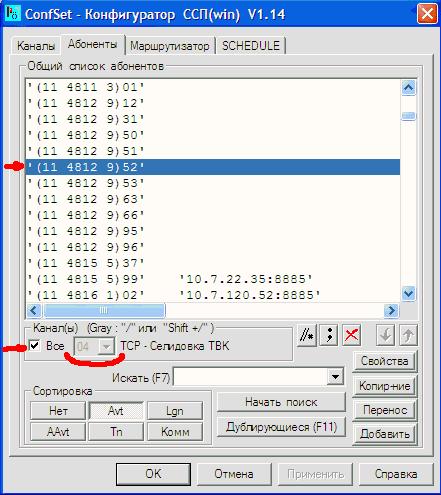 ConfSet - Конфигуратор ССП(win) V1.14
Каналы Абоненты Маршрутизатор SCHEDULE
Общий список абонентов
'(11 4811 3)01'
'(11 4812 9)12'
'(11 4812 9)31'
'(11 4812 9)50'
'(11 4812 9)51'
'(11 4812 9)52'
'(11 4812 9)53'
'(11 4812 9)63'
'(11 4812 9)66'
'(11 4812 9)95'
'(11 4812 9)96'
'(11 4815 5)37'
'(11 4815 5)99' '10.7.22.35:8885'
'(11 4816 1)02' '10.7.120.52:8885'
Канал(ы) (Gray : "/" или "Shift +/" )
Все 04 TCP - Селидовка ТВК
//* ;
Свойства
Искать (F7)
Копир-ние
Сортировка
Нет Avt Lgn
Начать поиск
Перенос
AAvt Tn Комм
Дублирующиеся (F11)
Добавить
OK Отмена Применить Справка